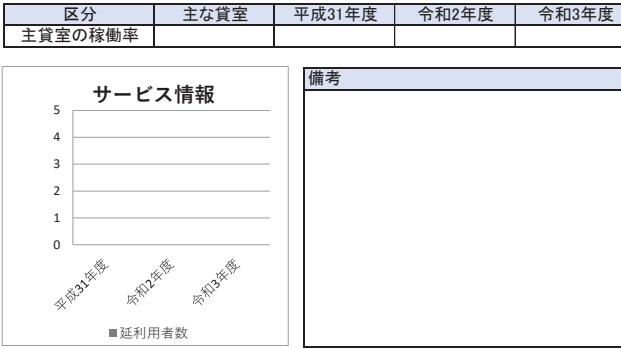 区分 主な貸室 平成31年度 令和2年度 令和3年度
主貸室の稼働率
サービス情報
5
4
3
2
1
0
平成31年度 令和2年度 令和3年度
■延利用者数
備考